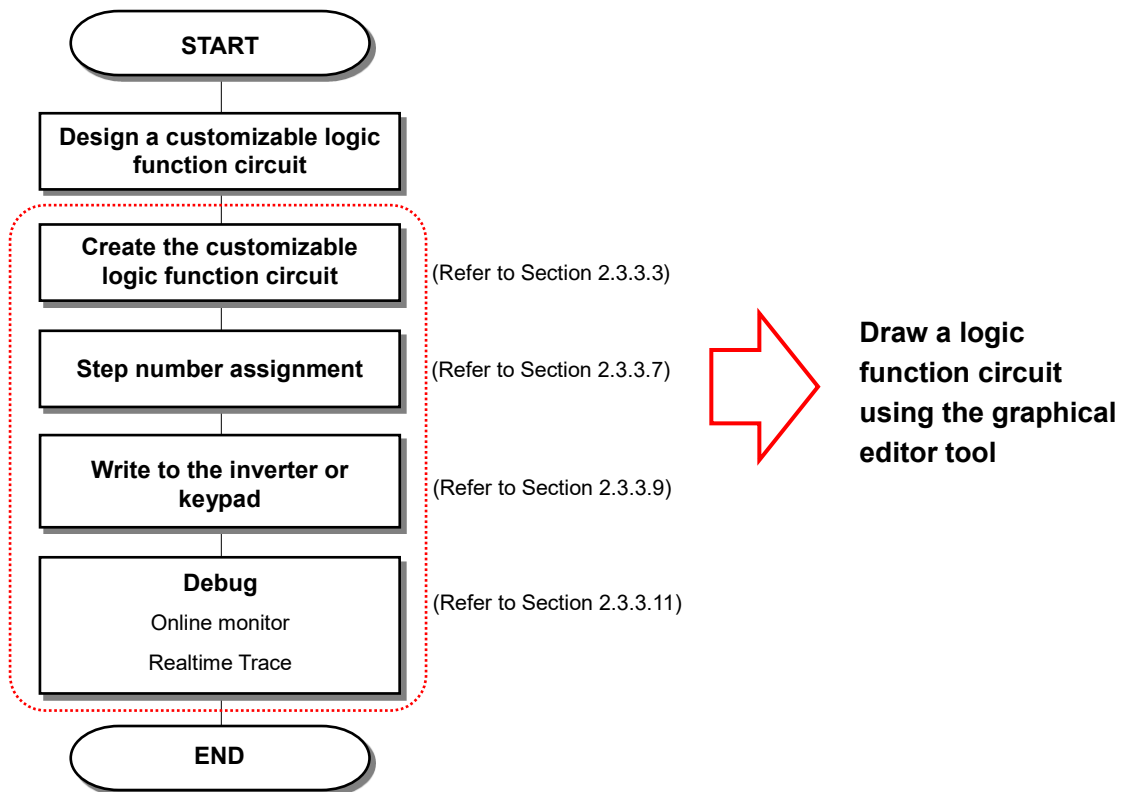 START
Design a customizable logic
function circuit
Create the customizable
logic function circuit
(Refer to Section 2.3.3.3)
Step number assignment
(Refer to Section 2.3.3.7)
Write to the inverter or
keypad
(Refer to Section 2.3.3.9)
Debug
Online monitor
Realtime Trace
(Refer to Section 2.3.3.11)
END
Draw a logic
function circuit
using the graphical
editor tool